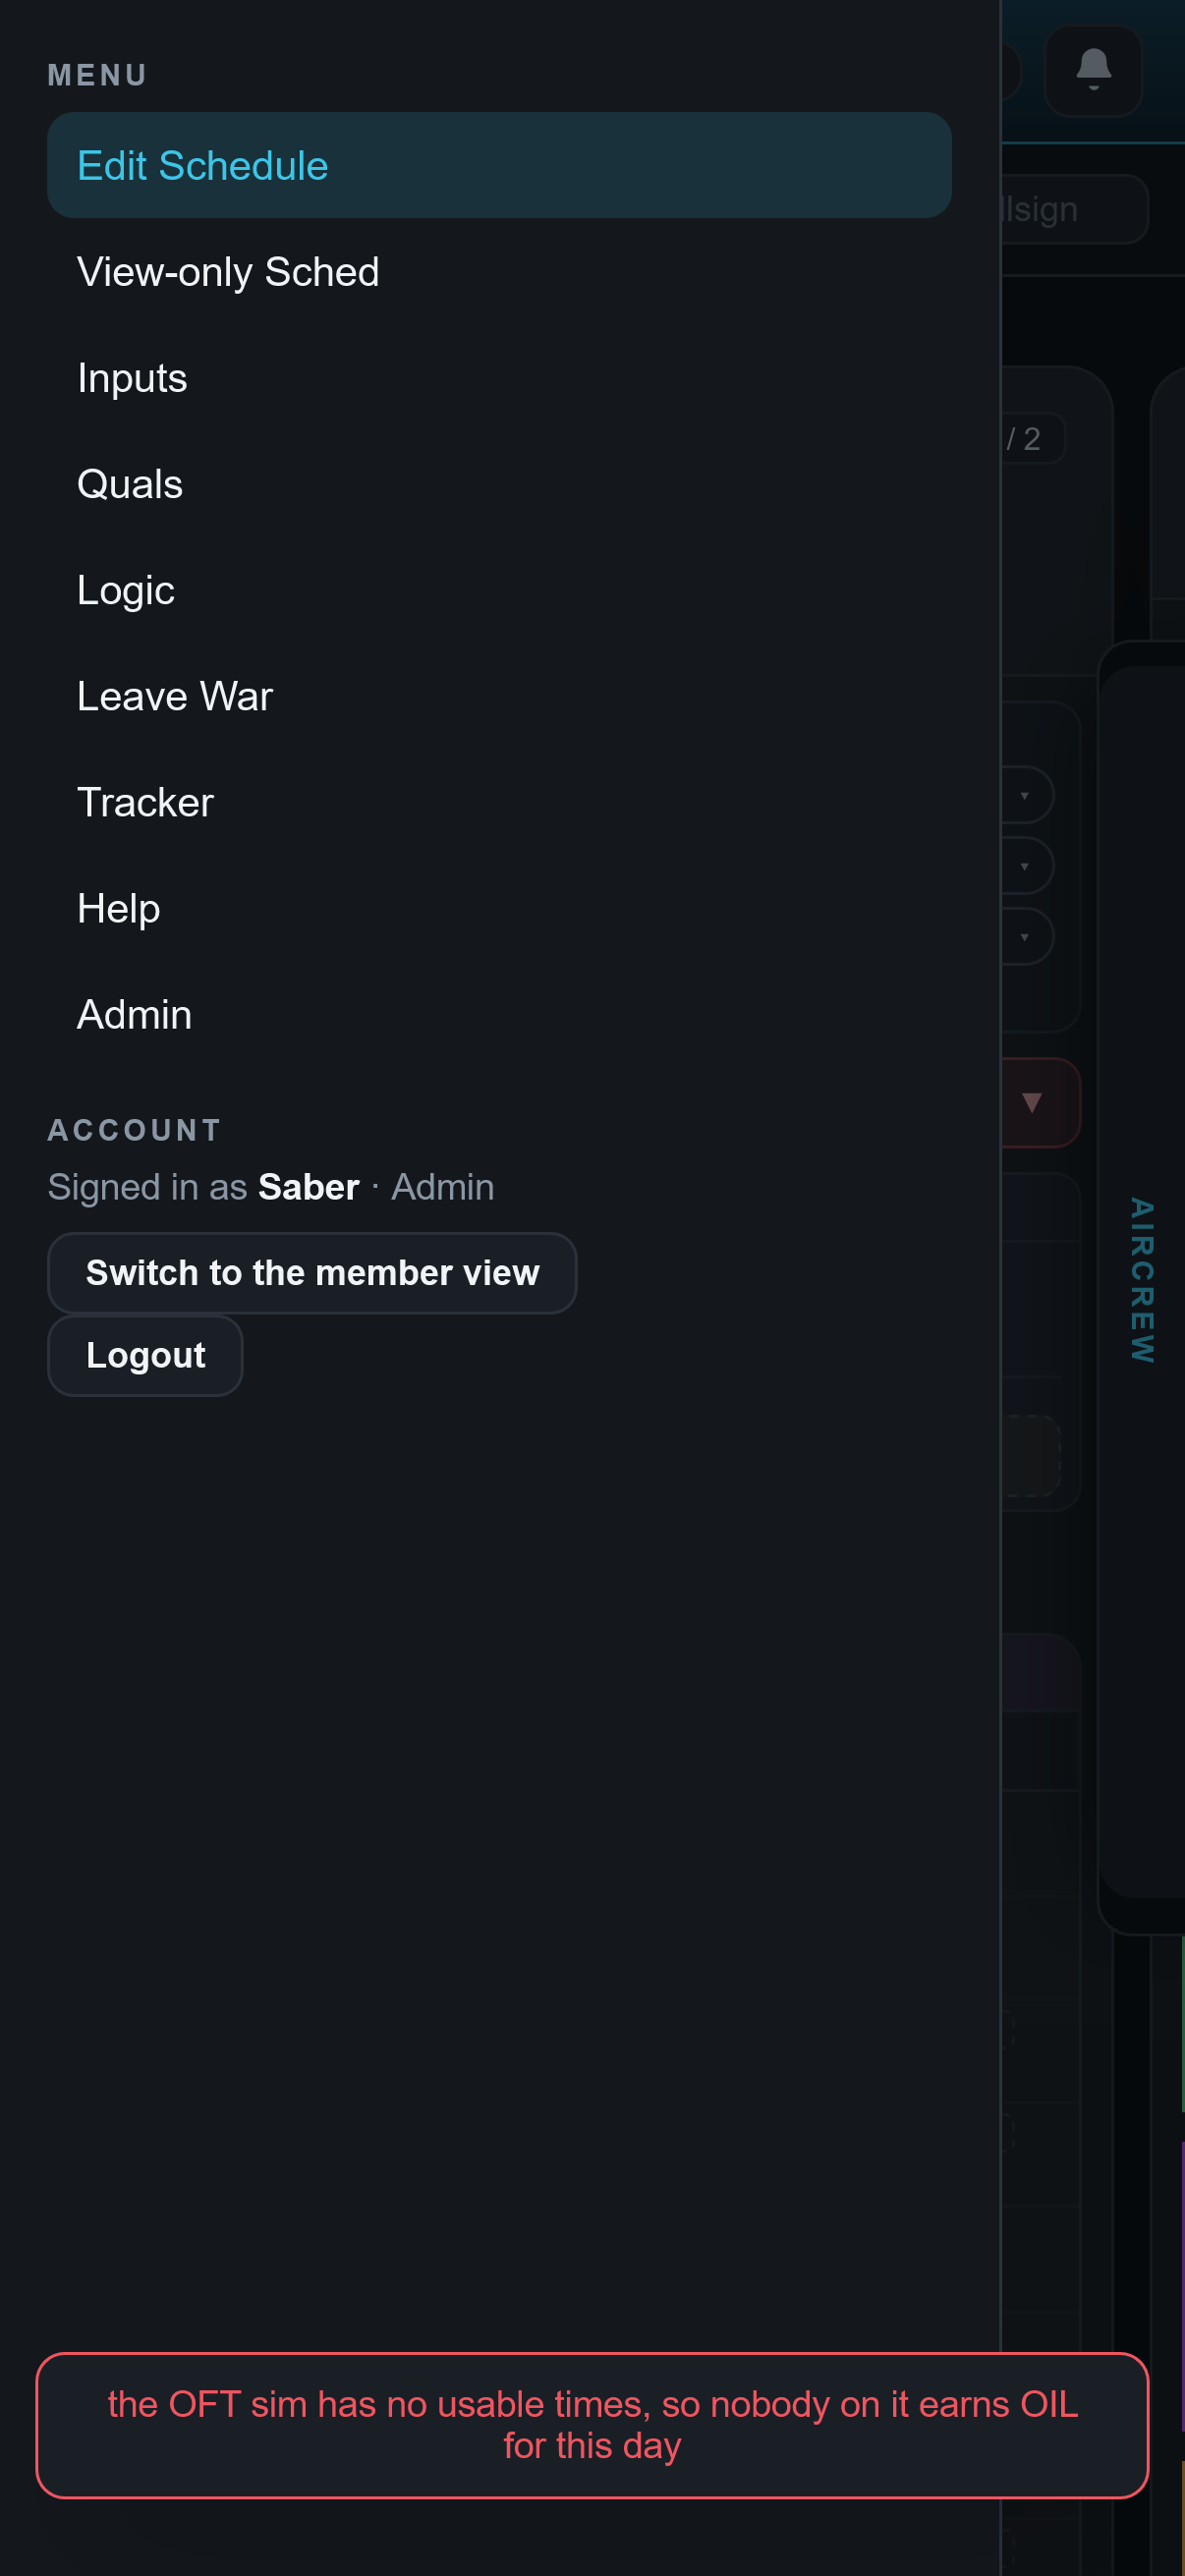 MENU
Edit Schedule
View-only Sched
Inputs
Quals
Logic
Leave War
Tracker
Help
Admin
ACCOUNT
Signed in as Saber · Admin
Switch to the member view
Logout
llsign
/ 2
▾
▾
▾
▼
AIRCREW
the OFT sim has no usable times, so nobody on it earns OIL
for this day